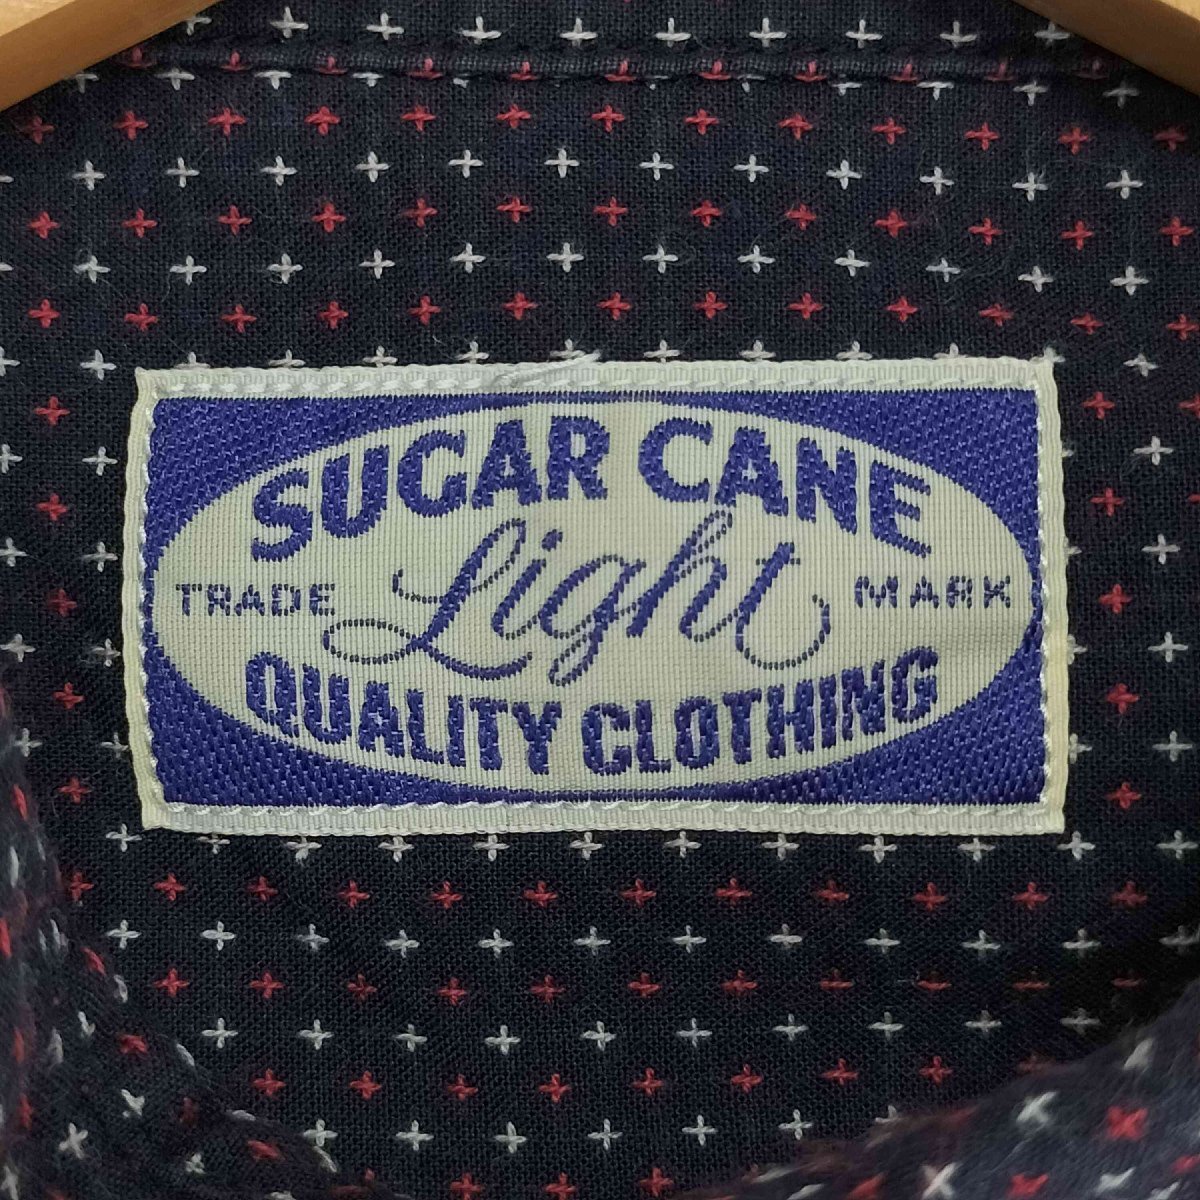 SUGAR CANE
TRADE Light MARK
QUALITY CLOTHING